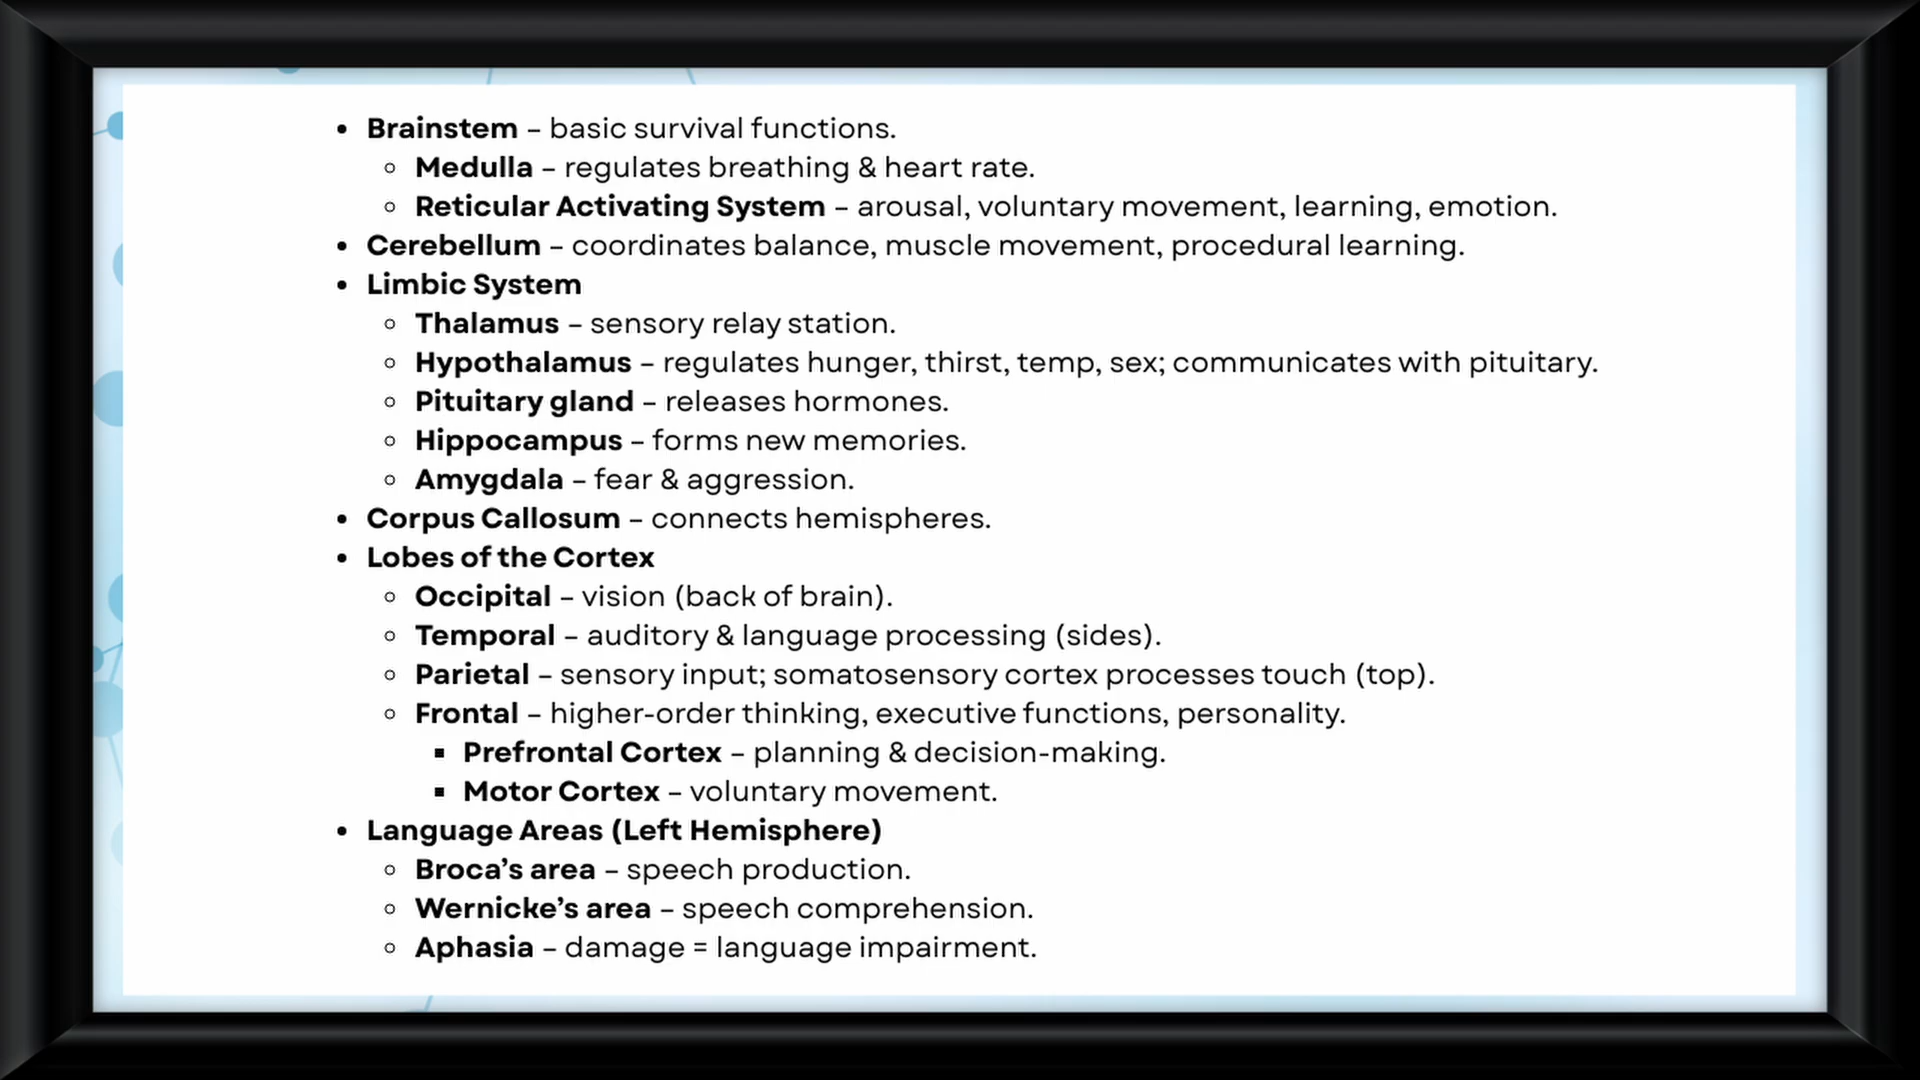 • Brainstem – basic survival functions.
◦ Medulla – regulates breathing & heart rate.
◦ Reticular Activating System – arousal, voluntary movement, learning, emotion.
• Cerebellum – coordinates balance, muscle movement, procedural learning.
• Limbic System
◦ Thalamus – sensory relay station.
◦ Hypothalamus – regulates hunger, thirst, temp, sex; communicates with pituitary.
◦ Pituitary gland – releases hormones.
◦ Hippocampus – forms new memories.
◦ Amygdala – fear & aggression.
• Corpus Callosum – connects hemispheres.
• Lobes of the Cortex
◦ Occipital – vision (back of brain).
◦ Temporal – auditory & language processing (sides).
◦ Parietal – sensory input; somatosensory cortex processes touch (top).
◦ Frontal – higher-order thinking, executive functions, personality.
▪ Prefrontal Cortex – planning & decision-making.
▪ Motor Cortex – voluntary movement.
• Language Areas (Left Hemisphere)
◦ Broca’s area – speech production.
◦ Wernicke’s area – speech comprehension.
◦ Aphasia – damage = language impairment.